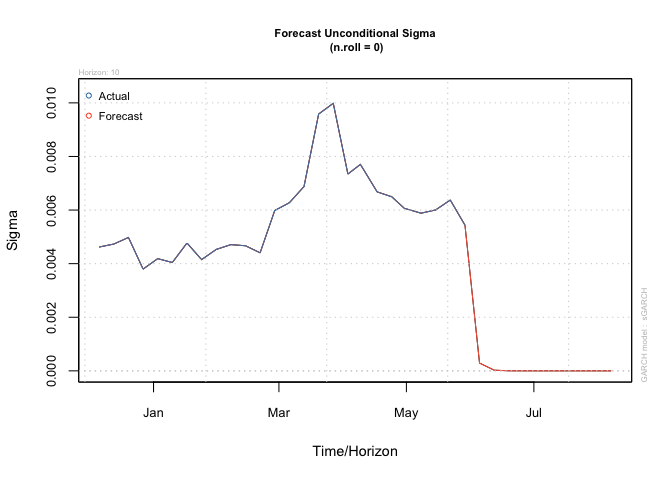 Forecast Unconditional Sigma
(n.roll = 0)
Horizon: 10
Actual
Forecast
0.010
0.008
0.006
0.004
0.002
0.000
Sigma
Jan
Mar
May
Jul
Time/Horizon
GARCH model : sGARCH